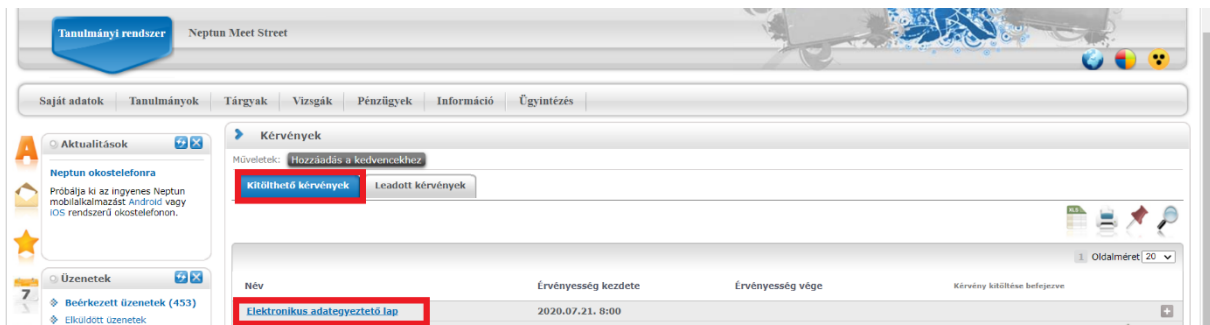 Tanulmányi rendszer Neptun Meet Street
Saját adatok Tanulmányok Tárgyak Vizsgák Pénzügyek Információ Ügyintézés
Aktualitások
Neptun okostelefonra
Próbálja ki az ingyenes Neptun
mobilalkalmazást Android vagy
iOS rendszerű okostelefonon.
Üzenetek
7
Beérkezett üzenetek (453)
Elküldött üzenetek
Kérvények
Műveletek: Hozzáadás a kedvencekhez
Kitölthető kérvények Leadott kérvények
1 Oldalméret 20
Név Érvényesség kezdete Érvényesség vége Kérvény kitöltése befejezve
Elektronikus adategyeztető lap 2020.07.21. 8:00